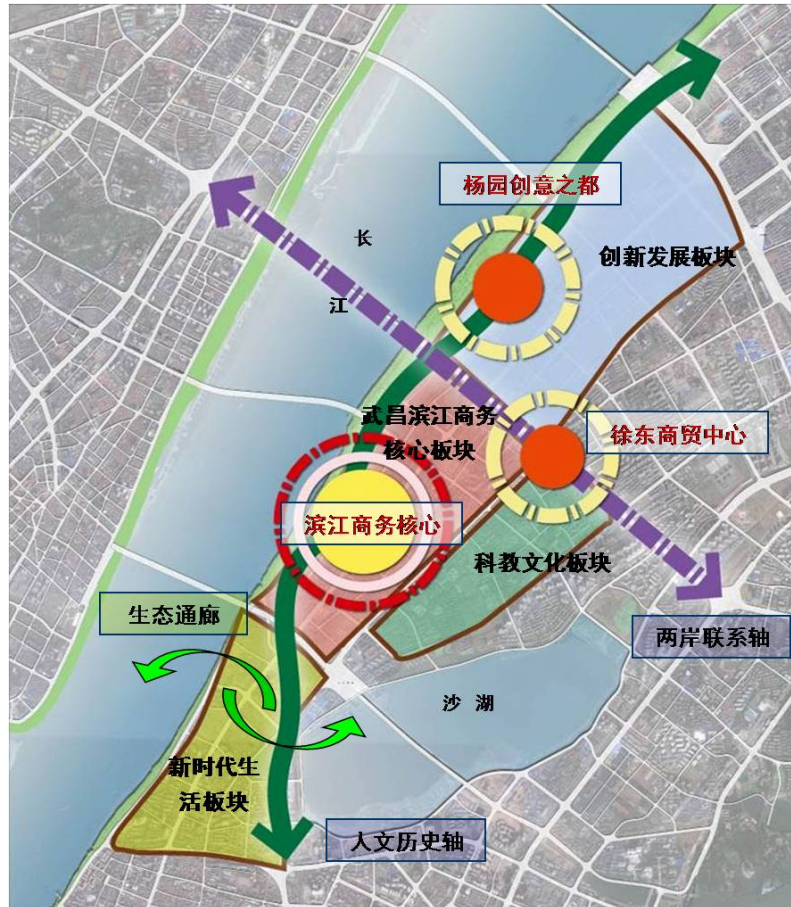 杨园创意之都
长
江
创新发展板块
武昌滨江商务
核心板块
徐东商贸中心
滨江商务核心
科教文化板块
生态通廊
两岸联系轴
沙 湖
新时代生
活板块
人文历史轴